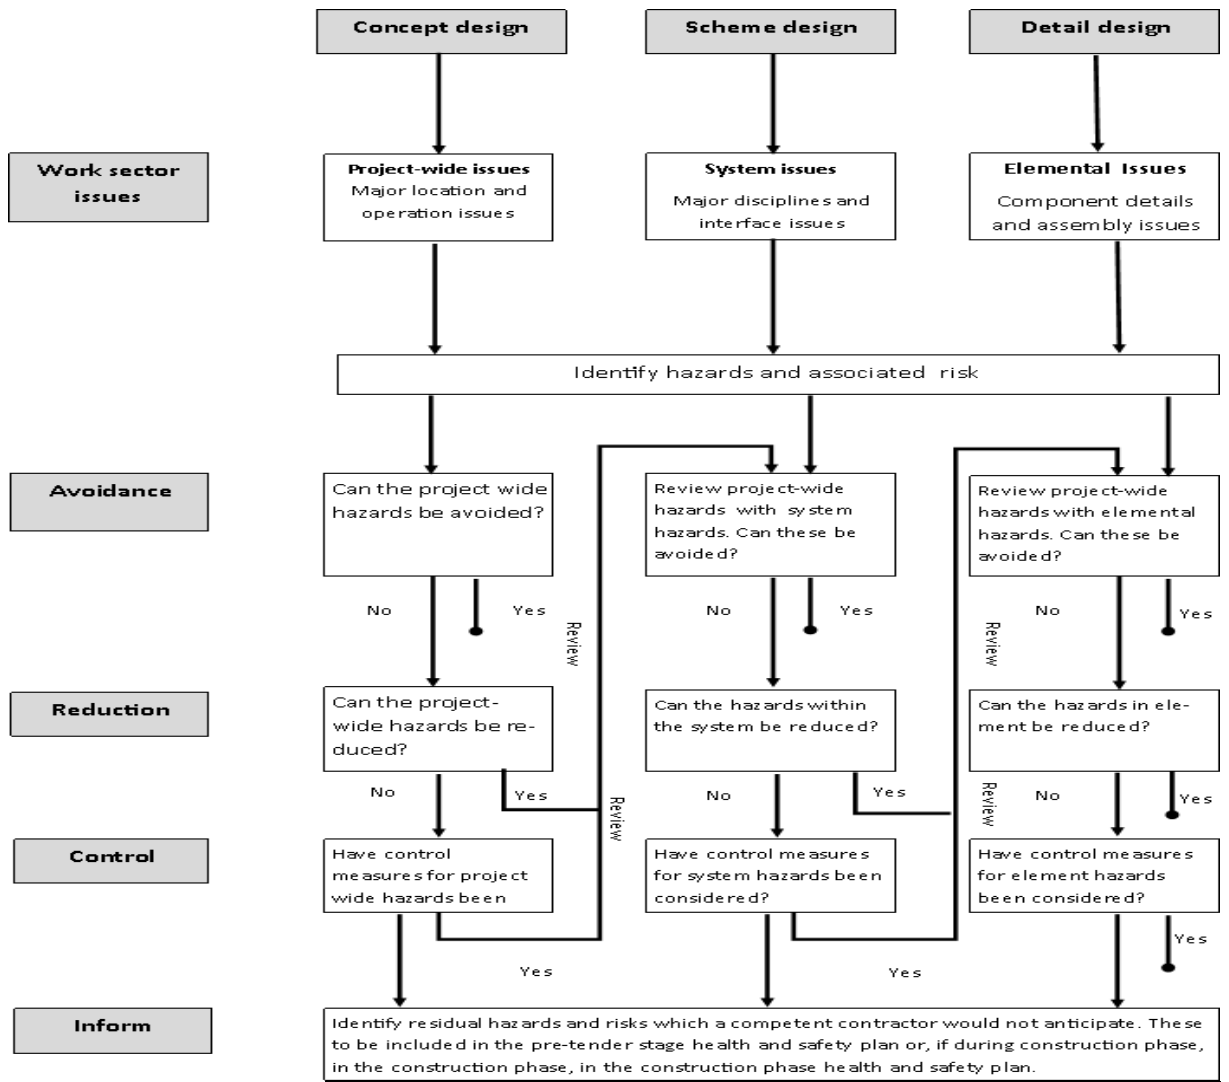 Concept design
Scheme design
Detail design
Work sector
issues
Project-wide issues
Major location and
operation issues
System issues
Major disciplines and
interface issues
Elemental Issues
Component details
and assembly issues
Identify hazards and associated risk
Avoidance
Can the project wide
hazards be avoided?
Review project-wide
hazards with system
hazards. Can these be
avoided?
Review project-wide
hazards with elemental
hazards. Can these be
avoided?
No
Yes
Review
No
Yes
Review
No
Yes
Reduction
Can the project-
wide hazards be re-
duced?
Can the hazards within
the system be reduced?
Can the hazards in ele-
ment be reduced?
No
Yes
Review
No
Yes
Review
No
Yes
Control
Have control
measures for project
wide hazards been
Have control measures
for system hazards been
considered?
Have control measures
for element hazards
been considered?
Yes
Yes
Yes
Inform
Identify residual hazards and risks which a competent contractor would not anticipate. These
to be included in the pre-tender stage health and safety plan or, if during construction phase,
in the construction phase, in the construction phase health and safety plan.